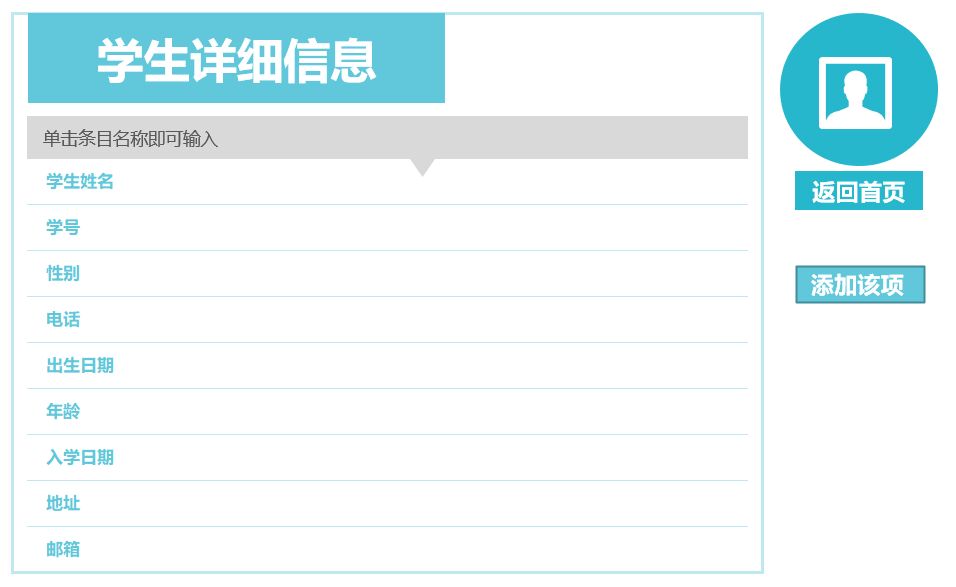 学生详细信息
单击条目名称即可输入
学生姓名
学号
性别
电话
出生日期
年龄
入学日期
地址
邮箱
返回首页
添加该项